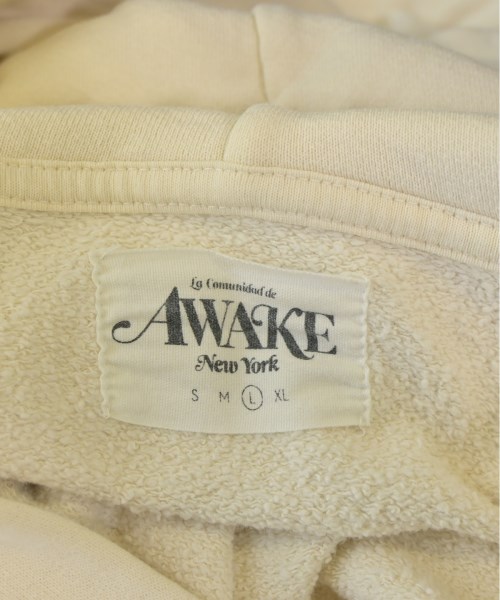 La Comunidad de
AWAKE
New York
S M L XL